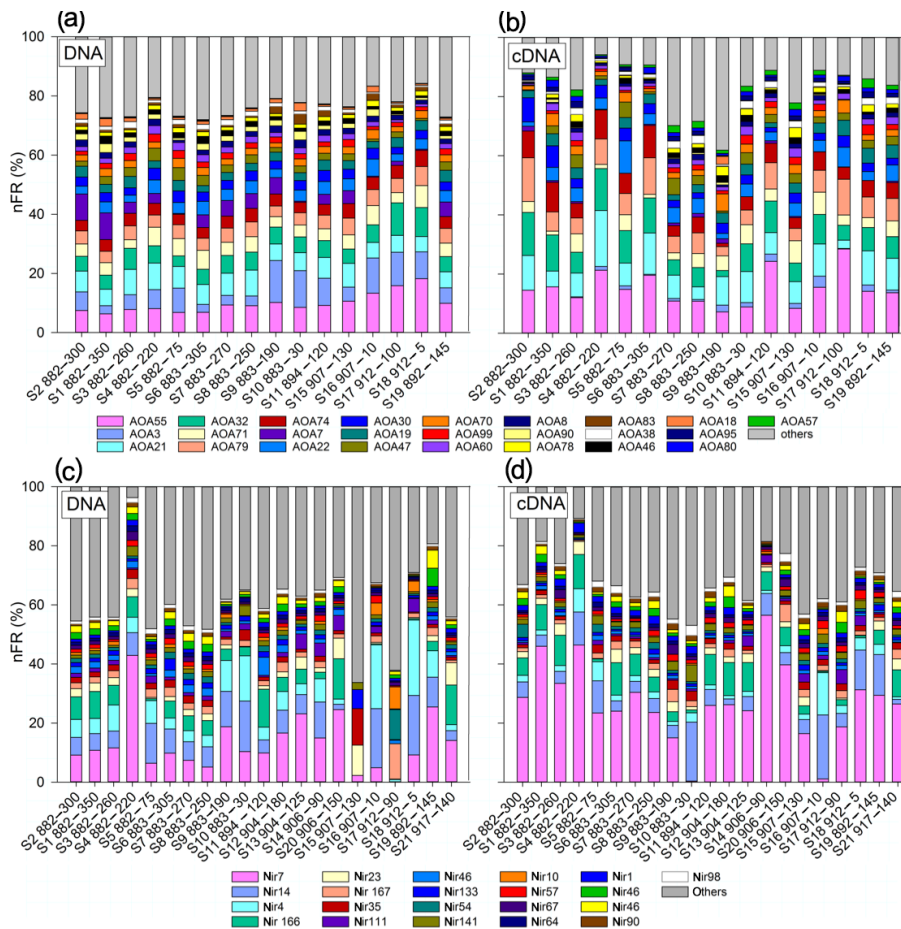 (a)
DNA
nFR (%)
100
80
60
40
20
0
S2 882–300
S1 882–350
S3 882–260
S4 882–220
S5 882–75
S6 883–305
S7 883–270
S8 883–250
S9 883–190
S10 883–30
S11 894–120
S15 907–130
S16 907–10
S17 912–100
S18 912–5
S19 892–145
(b)
cDNA
S2 882–300
S1 882–350
S3 882–260
S4 882–220
S5 882–75
S6 883–305
S7 883–270
S8 883–250
S9 883–190
S10 883–30
S11 894–120
S15 907–130
S16 907–10
S17 912–100
S18 912–5
S19 892–145
AOA55 AOA32 AOA74 AOA30 AOA70 AOA8 AOA83 AOA18 AOA57
AOA3 AOA71 AOA7 AOA19 AOA99 AOA90 AOA38 AOA95 others
AOA21 AOA79 AOA22 AOA47 AOA60 AOA78 AOA46 AOA80
(c)
DNA
nFR (%)
100
80
60
40
20
0
S2 882–300
S1 882–350
S3 882–260
S4 882–220
S5 882–75
S6 883–305
S7 883–270
S8 883–250
S9 883–190
S10 883–30
S11 894–120
S12 904–180
S13 904–125
S14 906–90
S20 906–150
S15 907–130
S16 907–10
S17 912–90
S18 912–5
S19 892–145
S21 917–140
(d)
cDNA
S2 882–300
S1 882–350
S3 882–260
S4 882–220
S5 882–75
S6 883–305
S7 883–270
S8 883–250
S9 883–190
S10 883–30
S11 894–120
S12 904–180
S13 904–125
S14 906–90
S20 906–150
S15 907–130
S16 907–10
S17 912–90
S18 912–5
S19 892–145
S21 917–140
Nir7 Nir23 Nir46 Nir10 Nir1 Nir98
Nir14 Nir 167 Nir133 Nir57 Nir46 Others
Nir4 Nir35 Nir54 Nir67 Nir46
Nir 166 Nir111 Nir141 Nir64 Nir90